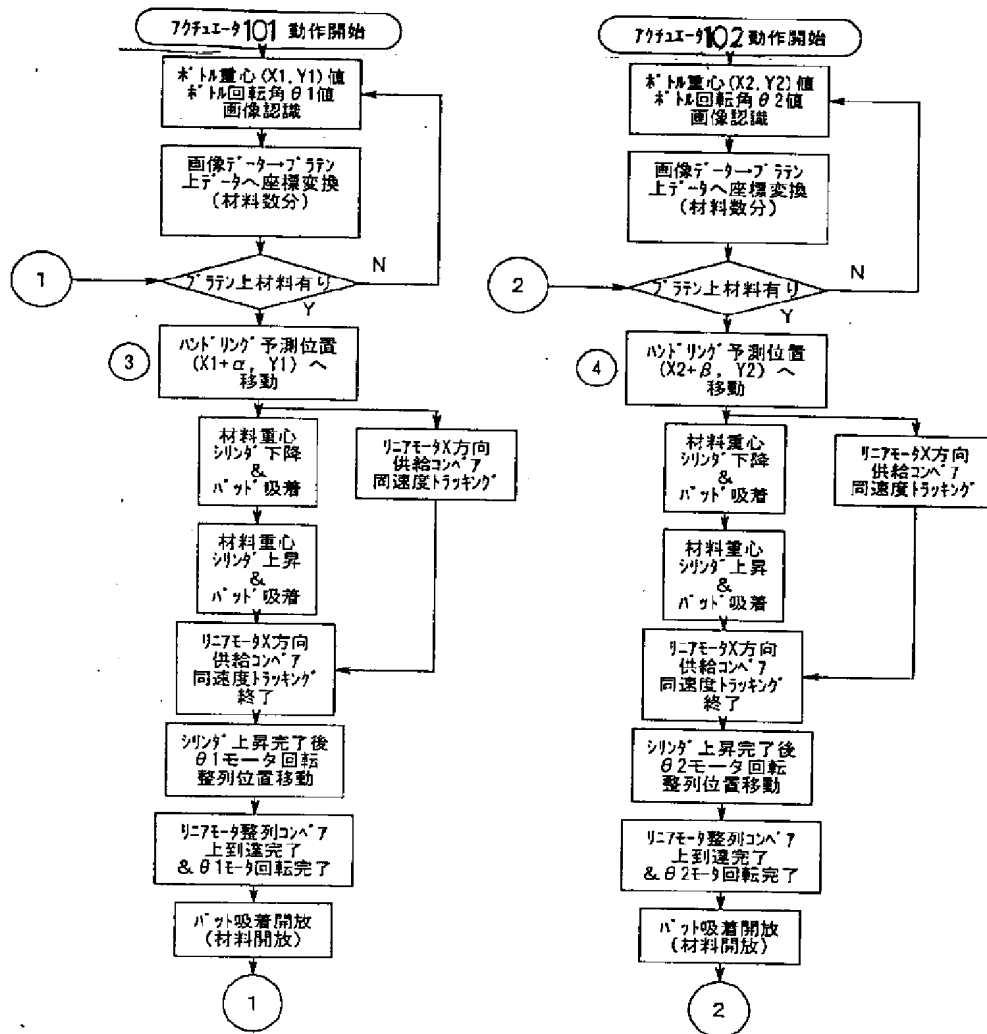 アクチュエータ101 動作開始
ボトル重心(X1,Y1)値
ボトル回転角θ1値
画像認識
画像データ→プラテン
上データへ座標変換
(材料数分)
1
プラテン上材料有り
N
Y
3
ハンドリング予測位置
(X1+α, Y1) へ
移動
材料重心
シリンダ下降
&
パッド吸着
リニアモータX方向
供給コンベア
同速度トラッキング
材料重心
シリンダ上昇
&
パッド吸着
リニアモータX方向
供給コンベア
同速度トラッキング
終了
シリンダ上昇完了後
θ1モータ回転
整列位置移動
リニアモータ整列コンベア
上到達完了
&θ1モータ回転完了
パット吸着開放
(材料開放)
1
アクチュエータ102 動作開始
ボトル重心(X2,Y2)値
ボトル回転角θ2値
画像認識
画像データ→プラテン
上データへ座標変換
(材料数分)
2
プラテン上材料有り
N
Y
4
ハンドリング予測位置
(X2+β, Y2) へ
移動
材料重心
シリンダ下降
&
パッド吸着
リニアモータX方向
供給コンベア
同速度トラッキング
材料重心
シリンダ上昇
&
パッド吸着
リニアモータX方向
供給コンベア
同速度トラッキング
終了
シリンダ上昇完了後
θ2モータ回転
整列位置移動
リニアモータ整列コンベア
上到達完了
&θ2モータ回転完了
パット吸着開放
(材料開放)
2